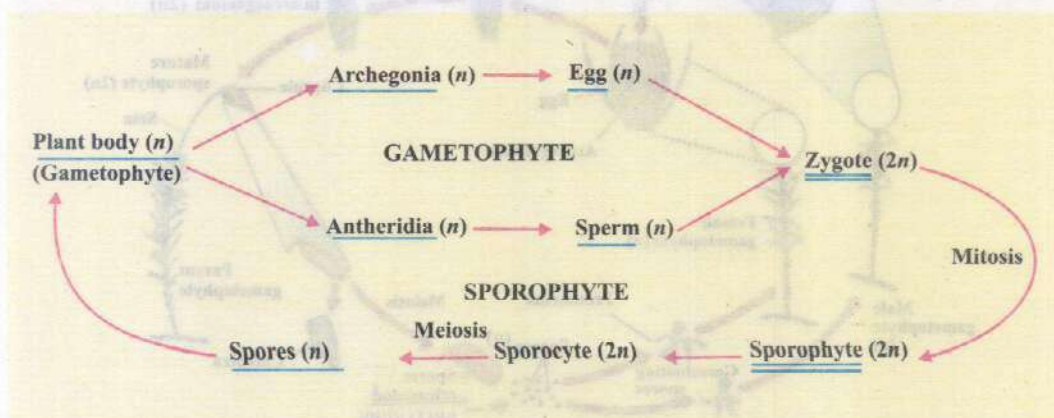 Archegonia (n)
Egg (n)
Plant body (n)
(Gametophyte)
GAMETOPHYTE
Zygote (2n)
Antheridia (n)
Sperm (n)
Mitosis
SPOROPHYTE
Meiosis
Spores (n)
Sporocyte (2n)
Sporophyte (2n)